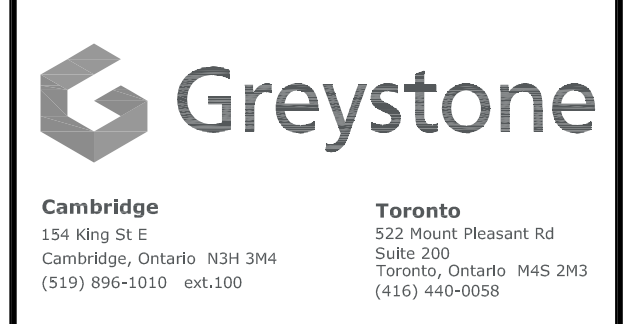 Greystone
Cambridge
154 King St E
Cambridge, Ontario N3H 3M4
(519) 896-1010 ext.100
Toronto
522 Mount Pleasant Rd
Suite 200
Toronto, Ontario M4S 2M3
(416) 440-0058